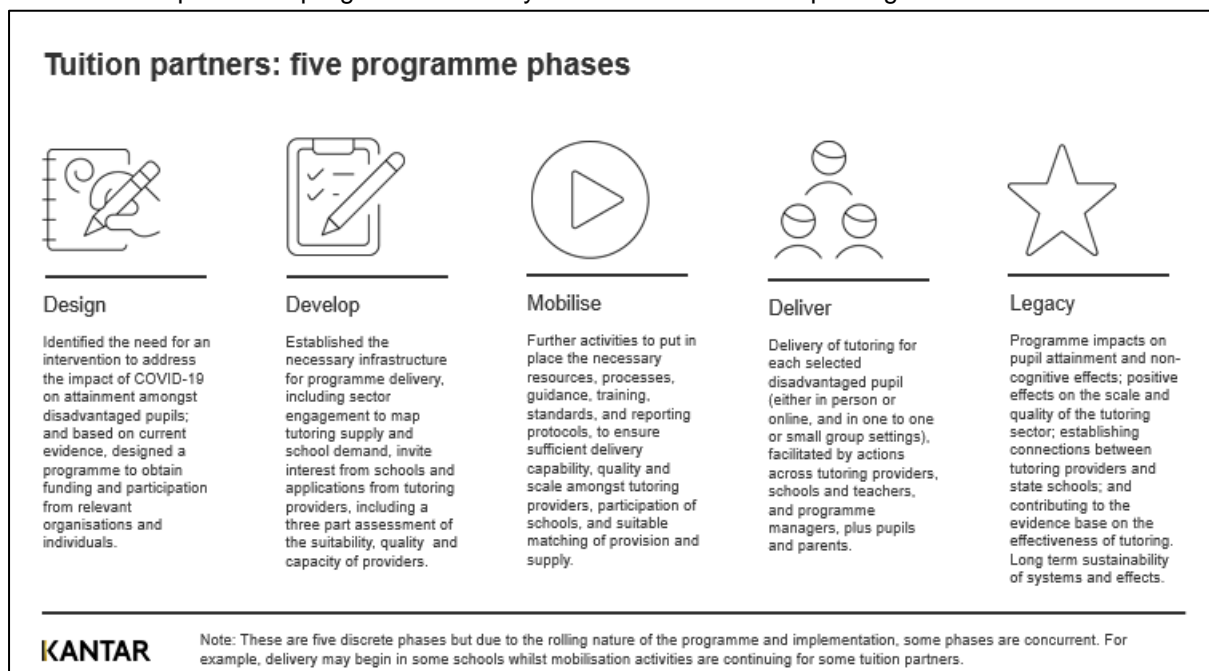 Tuition partners: five programme phases
Design
Identified the need for an
intervention to address
the impact of COVID-19
on attainment amongst
disadvantaged pupils;
and based on current
evidence, designed a
programme to obtain
funding and participation
from relevant
organisations and
individuals.
Develop
Established the
necessary infrastructure
for programme delivery,
including sector
engagement to map
tutoring supply and
school demand, invite
interest from schools and
applications from tutoring
providers, including a
three part assessment of
the suitability, quality and
capacity of providers.
Mobilise
Further activities to put in
place the necessary
resources, processes,
guidance, training,
standards, and reporting
protocols, to ensure
sufficient delivery
capability, quality and
scale amongst tutoring
providers, participation of
schools, and suitable
matching of provision and
supply.
Deliver
Delivery of tutoring for
each selected
disadvantaged pupil
(either in person or
online, and in one to one
or small group settings),
facilitated by actions
across tutoring providers,
schools and teachers,
and programme
managers, plus pupils
and parents.
Legacy
Programme impacts on
pupil attainment and non-
cognitive effects; positive
effects on the scale and
quality of the tutoring
sector; establishing
connections between
tutoring providers and
state schools; and
contributing to the
evidence base on the
effectiveness of tutoring.
Long term sustainability
of systems and effects.
KANTAR
Note: These are five discrete phases but due to the rolling nature of the programme and implementation, some phases are concurrent. For
example, delivery may begin in some schools whilst mobilisation activities are continuing for some tuition partners.